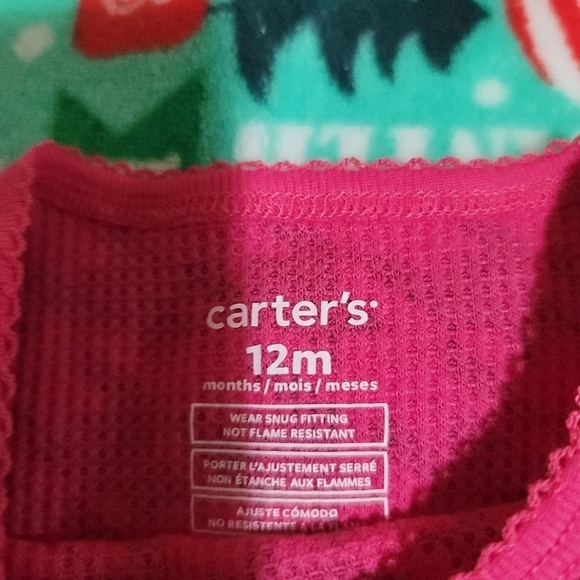 carter's
12m
months / mois / meses
WEAR SNUG FITTING
NOT FLAME RESISTANT
PORTER L'AJUSTEMENT SERRÉ
NON ÉTANCHE AUX FLAMMES
AJUSTE CÓMODO
NO RESISTENTE A LA